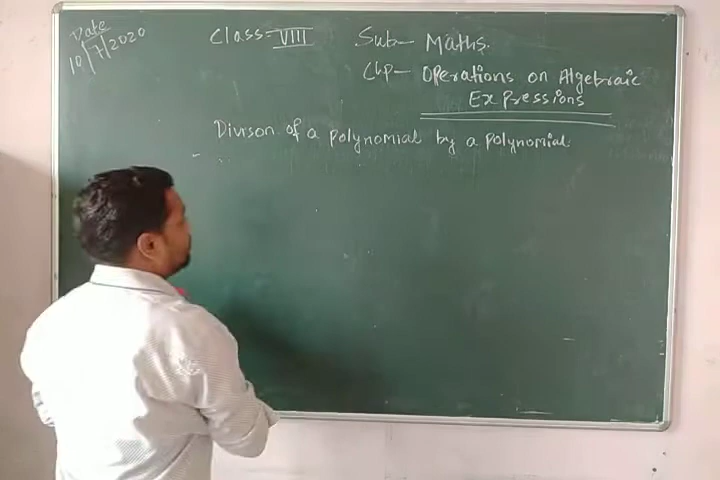 Date
10/7/2020
Class - VIII
Sub - Maths.
Chp - Operations on Algebraic
Expressions
Divison of a polynomial by a polynomial.